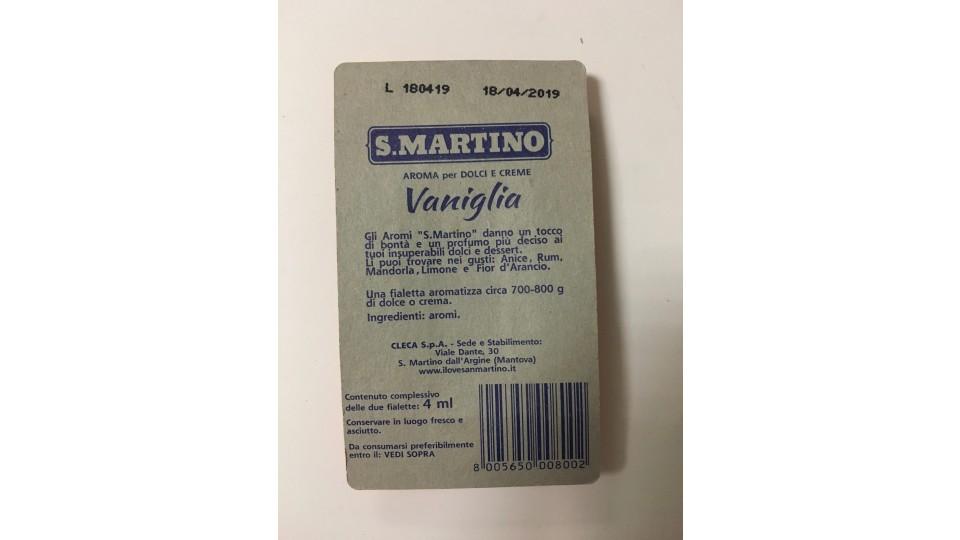 L 180419 18/04/2019
S.MARTINO
AROMA per DOLCI E CREME
Vaniglia
Gli Aromi "S.Martino" danno un tocco
di bontà e un profumo più deciso ai
tuoi insuperabili dolci e dessert.
Li puoi trovare nei gusti: Anice, Rum,
Mandorla, Limone e Fior d'Arancio.
Una fialetta aromatizza circa 700-800 g
di dolce o crema.
Ingredienti: aromi.
CLECA S.p.A. - Sede e Stabilimento:
Viale Dante, 30
S. Martino dall'Argine (Mantova)
www.ilovesanmartino.it
Contenuto complessivo
delle due fialette: 4 ml
Conservare in luogo fresco e
asciutto.
Da consumarsi preferibilmente
entro il: VEDI SOPRA
8 005650 008002